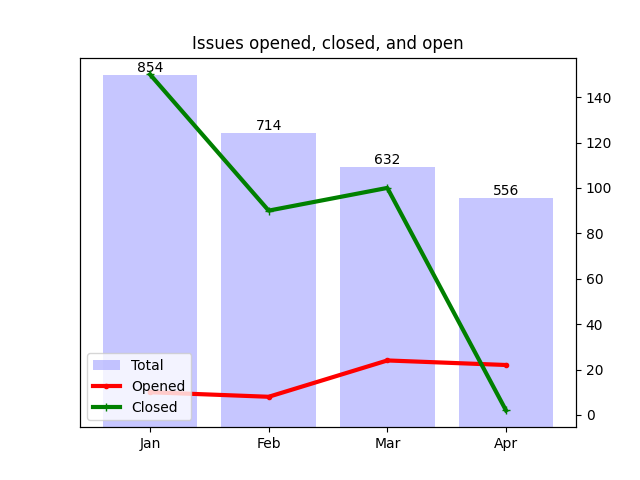 Issues opened, closed, and open
854
714
632
556
140
120
100
80
60
40
20
0
Total
Opened
Closed
Jan Feb Mar Apr